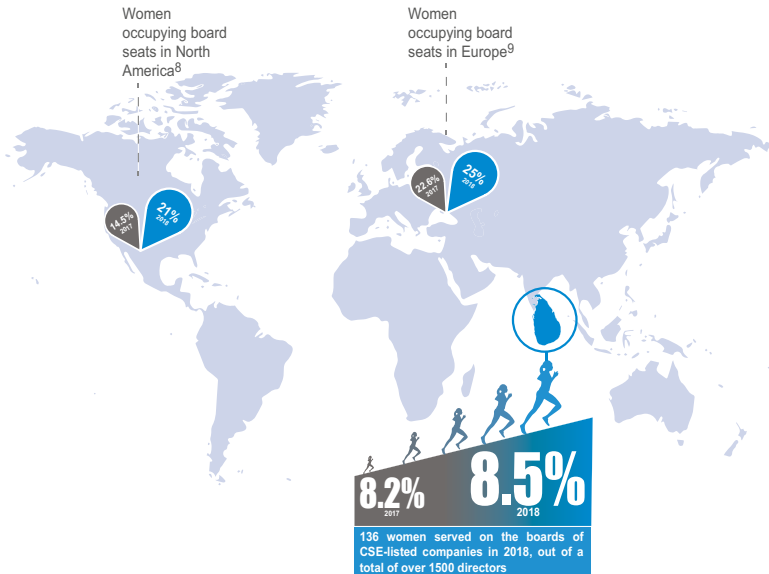 Women
occupying board
seats in North
America8
Women
occupying board
seats in Europe9
14.5%
2017
21%
2018
22.6%
2017
25%
2018
8.2%
2017
8.5%
2018
136 women served on the boards of
CSE-listed companies in 2018, out of a
total of over 1500 directors